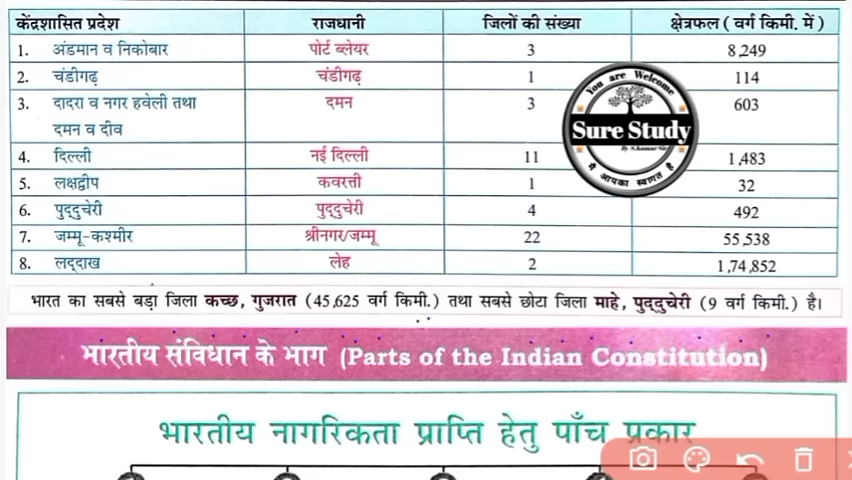 केंद्रशासित प्रदेश राजधानी जिलों की संख्या क्षेत्रफल ( वर्ग किमी. में )
1. अंडमान व निकोबार पोर्ट ब्लेयर 3 8,249
2. चंडीगढ़ चंडीगढ़ 1 114
3. दादरा व नगर हवेली तथा दमन 3 603
दमन व दीव
4. दिल्ली नई दिल्ली 11 1,483
5. लक्षद्वीप कवरत्ती 1 32
6. पुद्दुचेरी पुद्दुचेरी 4 492
7. जम्मू-कश्मीर श्रीनगर/जम्मू 22 55,538
8. लद्दाख लेह 2 1,74,852
You are Welcome
Sure Study
By S.Kumar Sir
मैं आपका स्वागत है
भारत का सबसे बड़ा जिला कच्छ, गुजरात (45,625 वर्ग किमी.) तथा सबसे छोटा जिला माहे, पुद्दुचेरी (9 वर्ग किमी.) है।
भारतीय संविधान के भाग (Parts of the Indian Constitution)
भारतीय नागरिकता प्राप्ति हेतु पाँच प्रकार